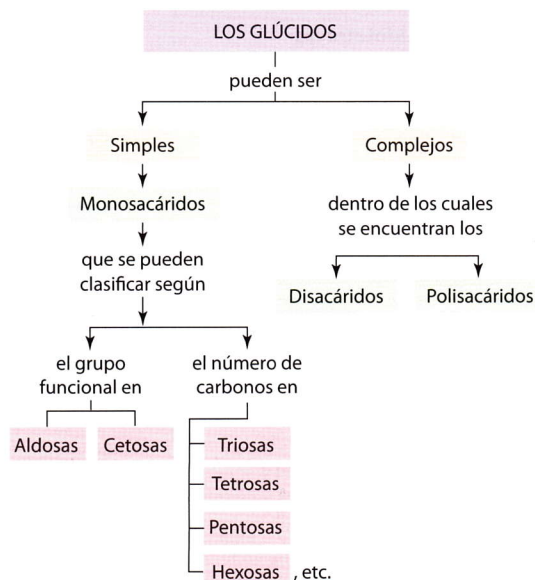 LOS GLÚCIDOS
pueden ser
Simples
Complejos
Monosacáridos
dentro de los cuales
se encuentran los
que se pueden
clasificar según
Disacáridos
Polisacáridos
el grupo
funcional en
el número de
carbonos en
Aldosas
Cetosas
Triosas
Tetrosas
Pentosas
Hexosas , etc.